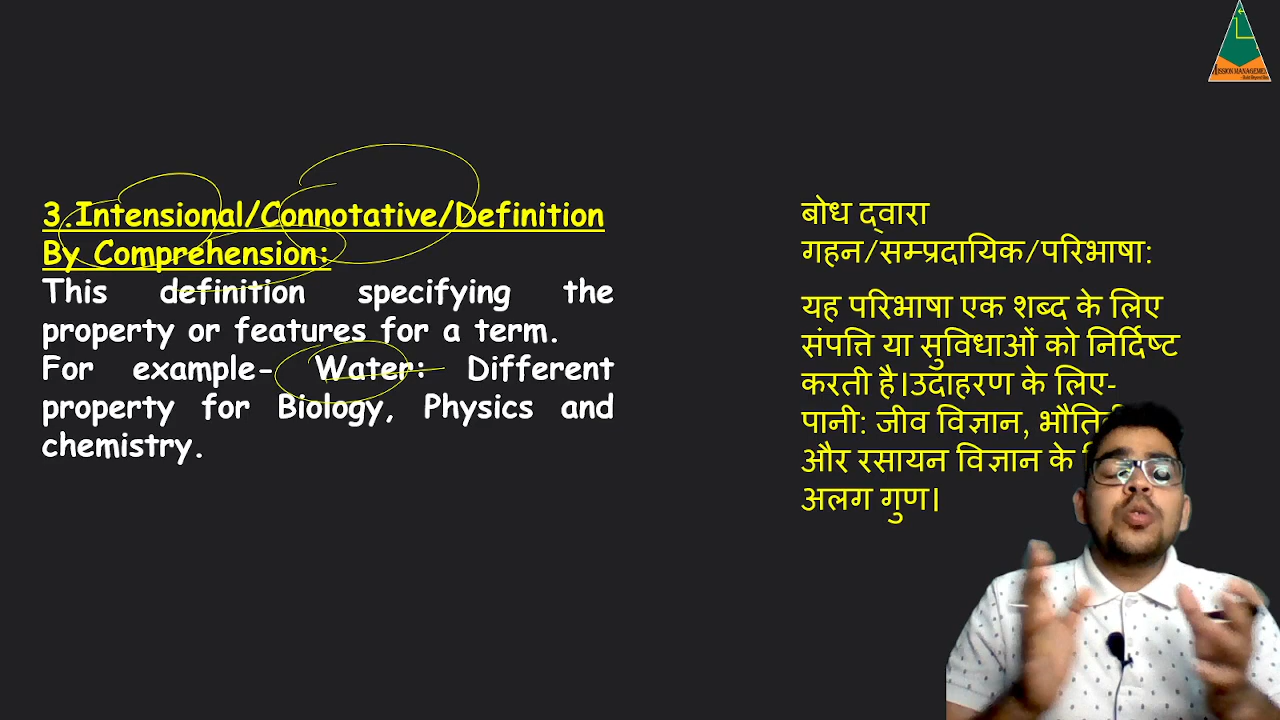 3.Intensional/Connotative/Definition
By Comprehension:
This definition specifying the
property or features for a term.
For example- Water: Different
property for Biology, Physics and
chemistry.
बोध द्वारा
गहन/सम्प्रदायिक/परिभाषा:
यह परिभाषा एक शब्द के लिए
संपत्ति या सुविधाओं को निर्दिष्ट
करती है।उदाहरण के लिए-
पानी: जीव विज्ञान,
और रसायन विज्ञान के
अलग गुण।